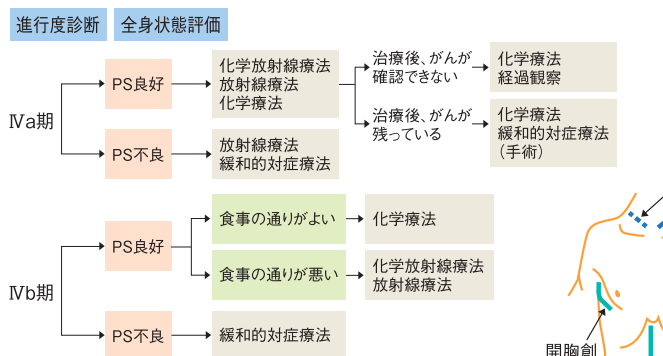 進行度診断
全身状態評価
Ⅳa期
PS良好
化学放射線療法
放射線療法
化学療法
治療後、がんが
確認できない
化学療法
経過観察
治療後、がんが
残っている
化学療法
緩和的対症療法
（手術）
PS不良
放射線療法
緩和的対症療法
Ⅳb期
PS良好
食事の通りがよい
化学療法
食事の通りが悪い
化学放射線療法
放射線療法
PS不良
緩和的対症療法
開胸創